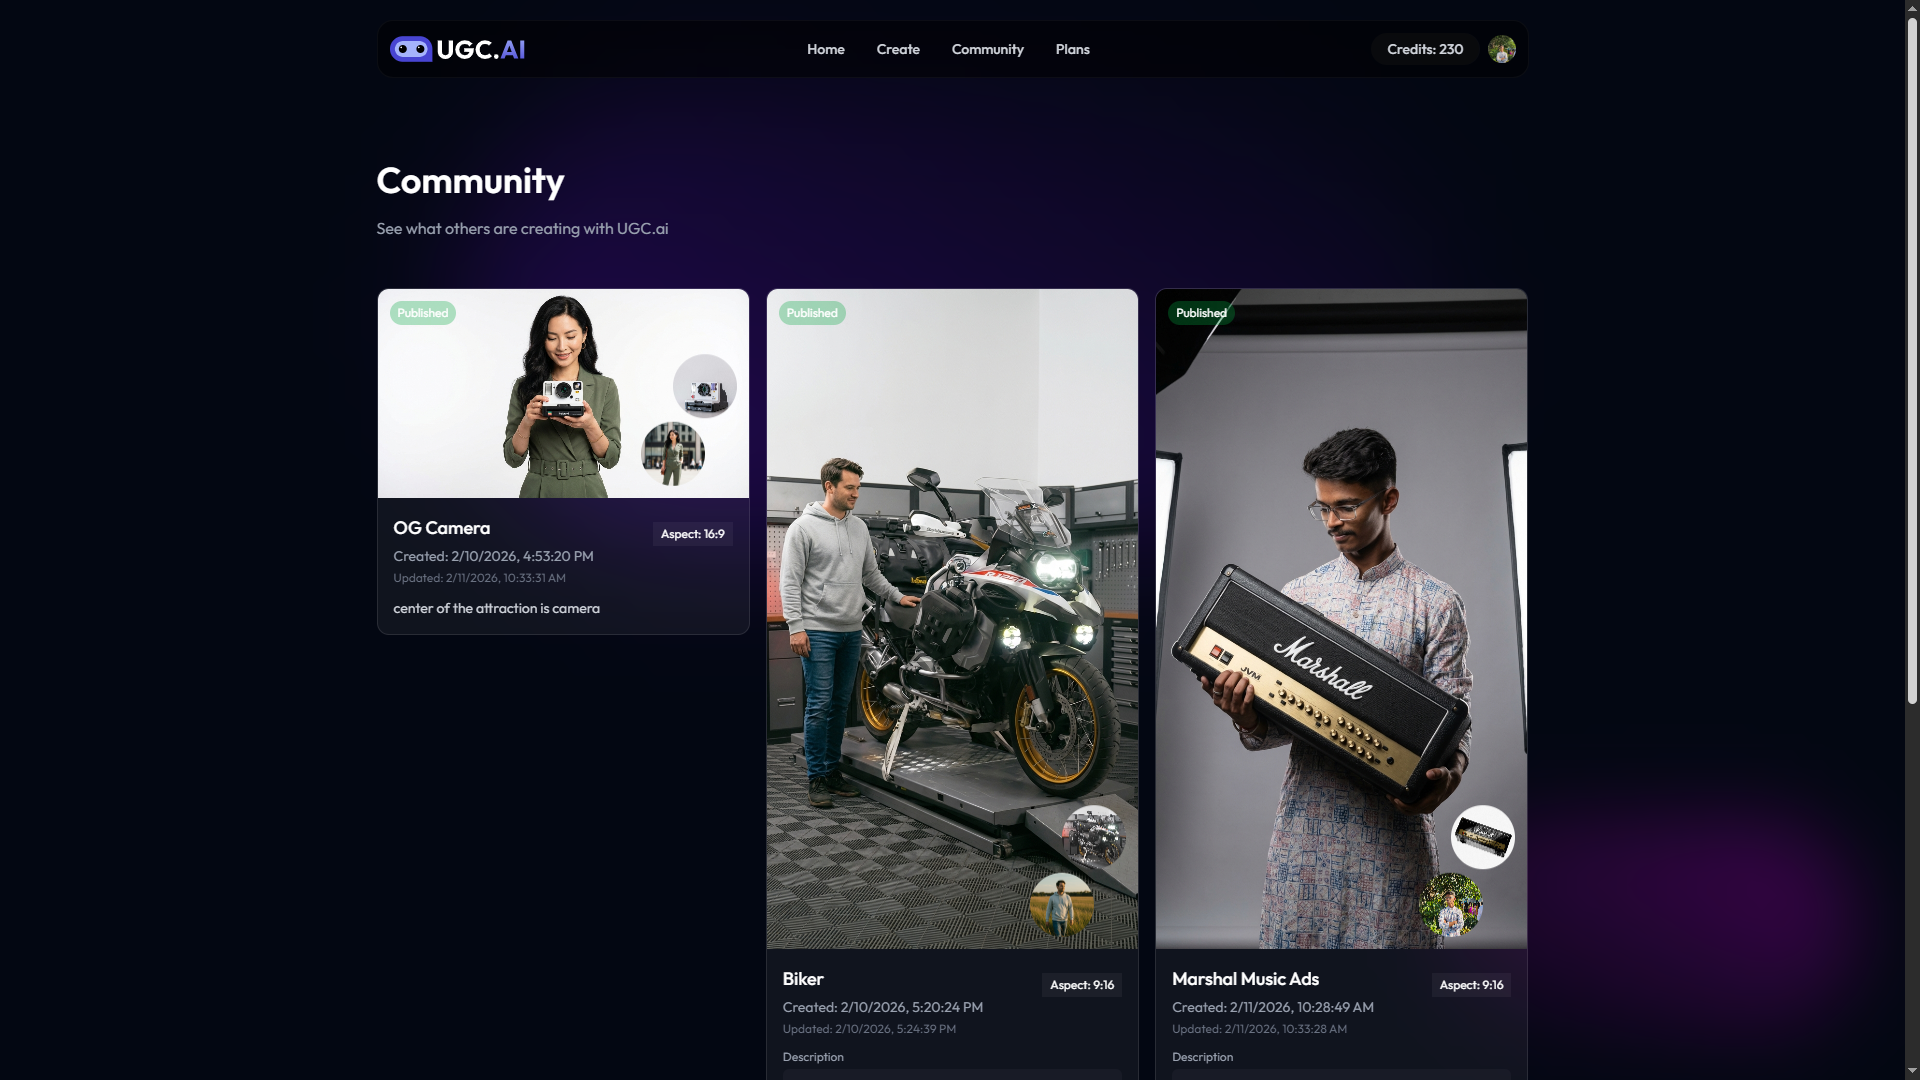 UGC.AI
Home
Create
Community
Plans
Credits: 230
Community
See what others are creating with UGC.ai
Published
OG Camera
Aspect: 16:9
Created: 2/10/2026, 4:53:20 PM
Updated: 2/11/2026, 10:33:31 AM
center of the attraction is camera
Published
Biker
Aspect: 9:16
Created: 2/10/2026, 5:20:24 PM
Updated: 2/10/2026, 5:24:39 PM
Description
Published
Marshall
JVM
Marshal Music Ads
Aspect: 9:16
Created: 2/11/2026, 10:28:49 AM
Updated: 2/11/2026, 10:33:28 AM
Description